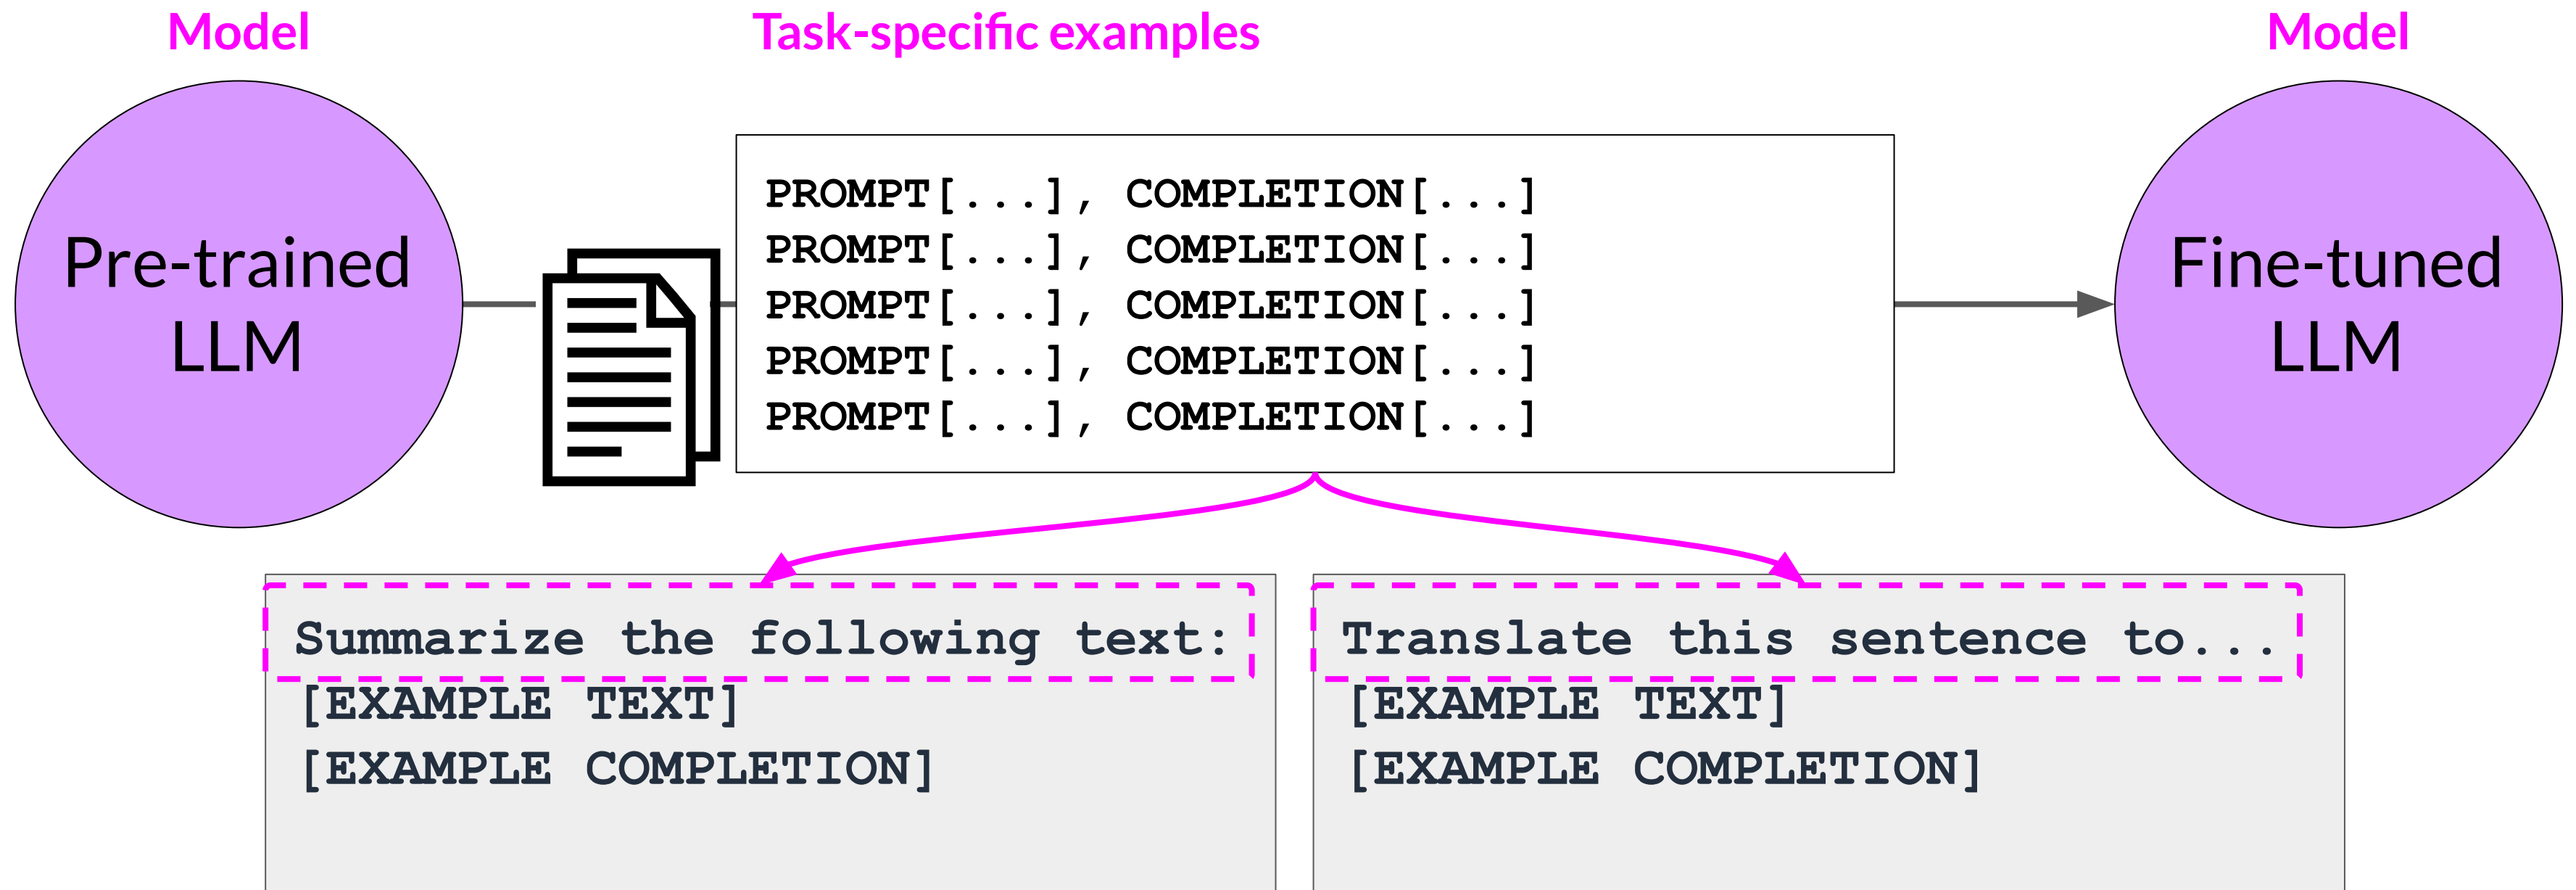 Model
Task-specific examples
Model
Pre-trained
LLM
PROMPT[...], COMPLETION[...]
PROMPT[...], COMPLETION[...]
PROMPT[...], COMPLETION[...]
PROMPT[...], COMPLETION[...]
PROMPT[...], COMPLETION[...]
Fine-tuned
LLM
Summarize the following text:
[EXAMPLE TEXT]
[EXAMPLE COMPLETION]
Translate this sentence to...
[EXAMPLE TEXT]
[EXAMPLE COMPLETION]